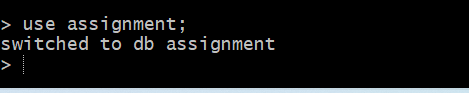 > use assignment;
switched to db assignment
>